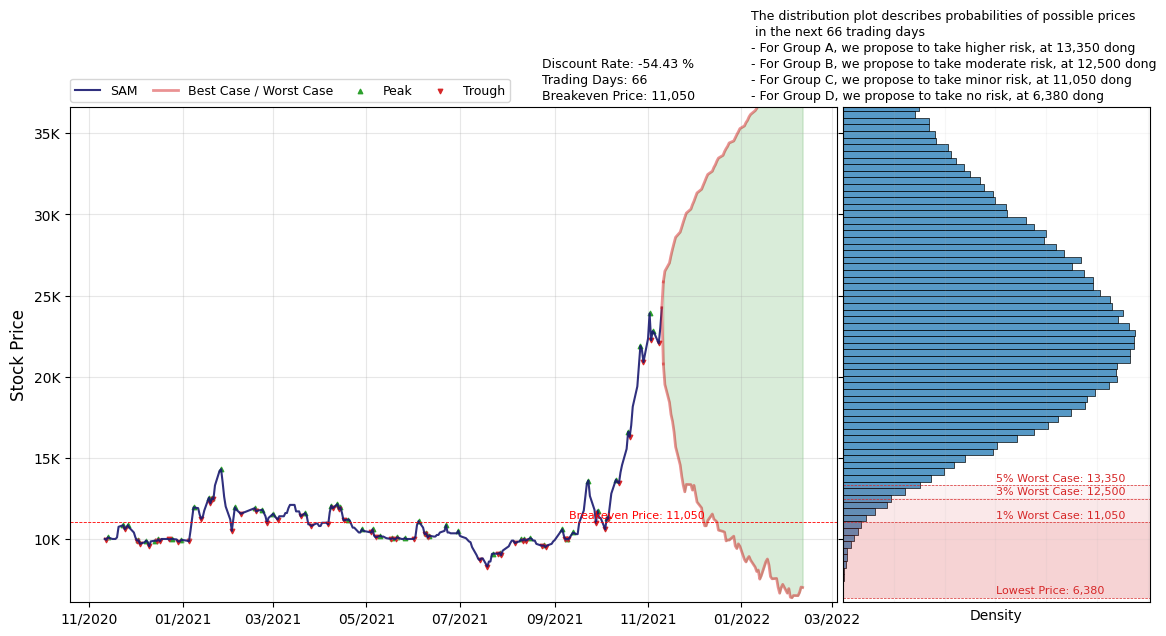 The distribution plot describes probabilities of possible prices
in the next 66 trading days
- For Group A, we propose to take higher risk, at 13,350 dong
- For Group B, we propose to take moderate risk, at 12,500 dong
- For Group C, we propose to take minor risk, at 11,050 dong
- For Group D, we propose to take no risk, at 6,380 dong
Discount Rate: -54.43 %
Trading Days: 66
Breakeven Price: 11,050
SAM Best Case / Worst Case Peak Trough
35K
30K
25K
20K
15K
10K
Stock Price
Breakeven Price: 11,050
5% Worst Case: 13,350
3% Worst Case: 12,500
1% Worst Case: 11,050
Lowest Price: 6,380
11/2020 01/2021 03/2021 05/2021 07/2021 09/2021 11/2021 01/2022 03/2022
Density